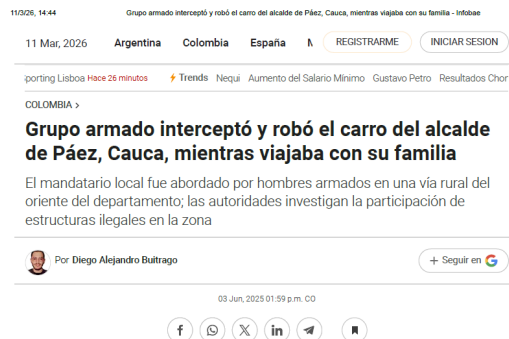 11/3/26, 14:44 Grupo armado interceptó y robó el carro del alcalde de Páez, Cauca, mientras viajaba con su familia - Infobae
11 Mar, 2026 Argentina Colombia España REGISTRARME INICIAR SESION
porting Lisboa Hace 26 minutos Trends Nequi Aumento del Salario Mínimo Gustavo Petro Resultados Chor
COLOMBIA >
Grupo armado interceptó y robó el carro del alcalde
de Páez, Cauca, mientras viajaba con su familia
El mandatario local fue abordado por hombres armados en una vía rural del
oriente del departamento; las autoridades investigan la participación de
estructuras ilegales en la zona
Por Diego Alejandro Buitrago + Seguir en
03 Jun, 2025 01:59 p.m. CO